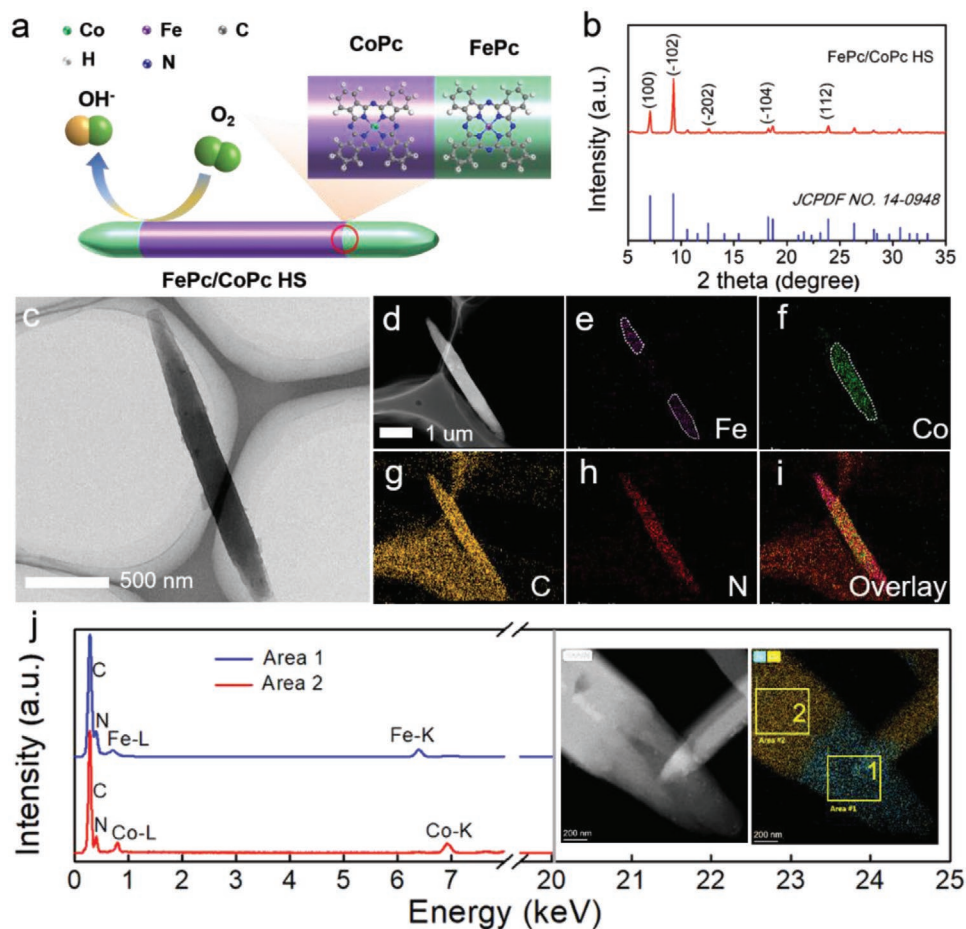 a
Co
Fe
C
H
N
OH-
O2
CoPc
FePc
FePc/CoPc HS
b
Intensity (a.u.)
(100)
(-102)
(-202)
(-104)
(112)
FePc/CoPc HS
JCPDF NO. 14-0948
5 10 15 20 25 30 35
2 theta (degree)
c
500 nm
d
1 um
e
Fe
f
Co
g
C
h
N
i
Overlay
j
Intensity (a.u.)
C
N
Fe-L
Fe-K
Area 1
Area 2
C
N
Co-L
Co-K
200 nm
2
Area #2
1
Area #1
200 nm
0 1 2 3 4 5 6 7 20 21 22 23 24 25
Energy (keV)